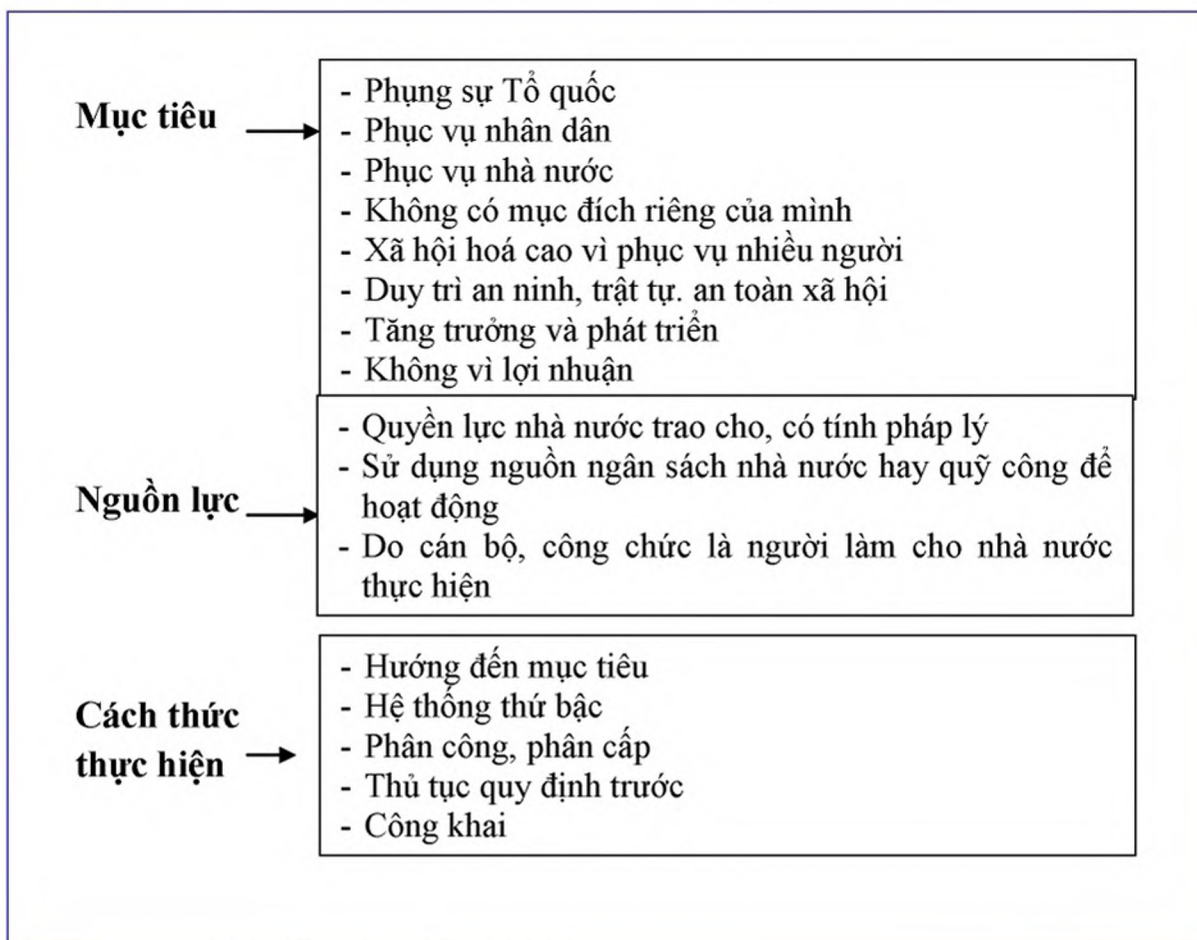 Mục tiêu
- Phụng sự Tổ quốc
- Phục vụ nhân dân
- Phục vụ nhà nước
- Không có mục đích riêng của mình
- Xã hội hoá cao vì phục vụ nhiều người
- Duy trì an ninh, trật tự. an toàn xã hội
- Tăng trưởng và phát triển
- Không vì lợi nhuận
Nguồn lực
- Quyền lực nhà nước trao cho, có tính pháp lý
- Sử dụng nguồn ngân sách nhà nước hay quỹ công để
hoạt động
- Do cán bộ, công chức là người làm cho nhà nước
thực hiện
Cách thức
thực hiện
- Hướng đến mục tiêu
- Hệ thống thứ bậc
- Phân công, phân cấp
- Thủ tục quy định trước
- Công khai